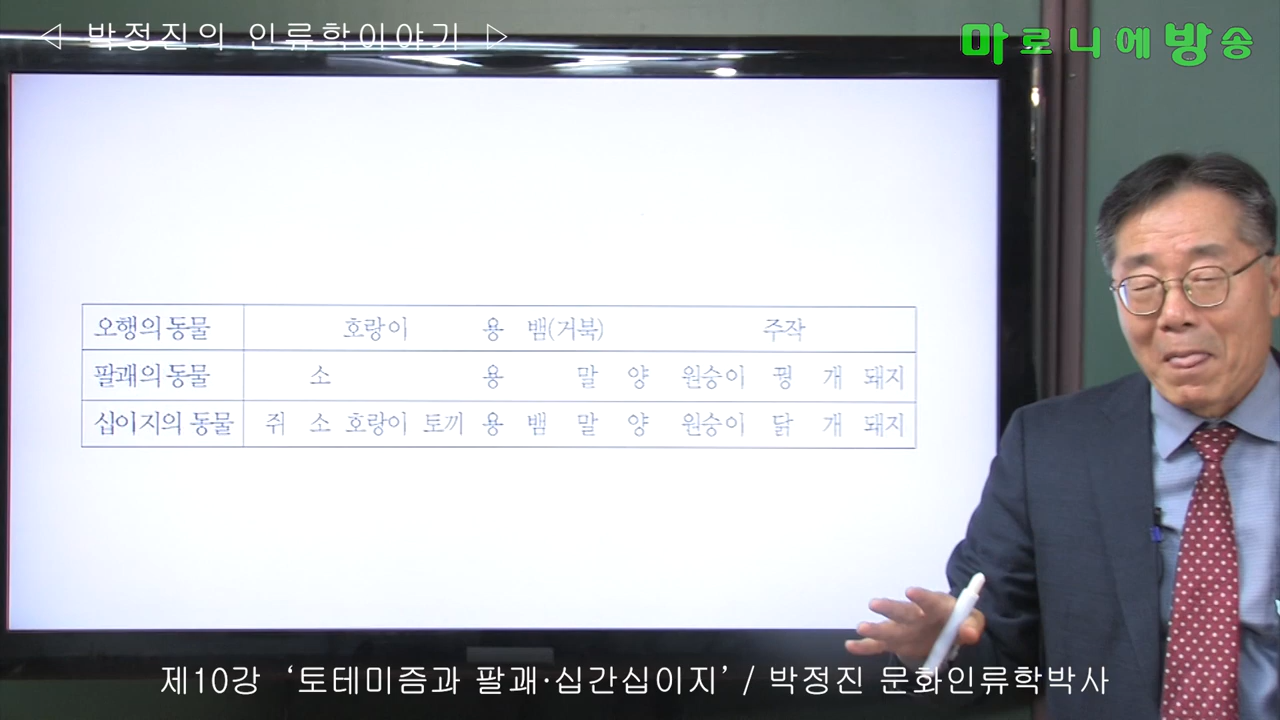 ◁ 박정진의 인류학이야기 ▷
마로니에방송
오행의 동물 호랑이 용 뱀(거북) 주작
팔괘의 동물 소 용 말 양 원숭이 꿩 개 돼지
십이지의 동물 쥐 소 호랑이 토끼 용 뱀 말 양 원숭이 닭 개 돼지
제10강 ‘토테미즘과 팔괘·십간십이지’ / 박정진 문화인류학박사